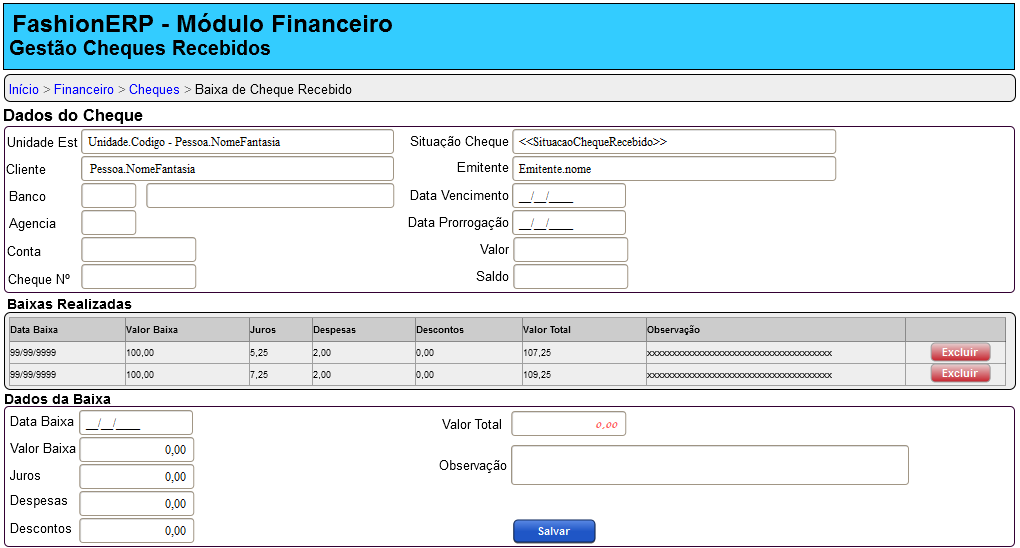 FashionERP - Módulo Financeiro
Gestão Cheques Recebidos
Início > Financeiro > Cheques > Baixa de Cheque Recebido
Dados do Cheque
Unidade Est Unidade.Codigo - Pessoa.NomeFantasia Situação Cheque <<SituacaoChequeRecebido>>
Cliente Pessoa.NomeFantasia Emitente Emitente.nome
Banco Data Vencimento __/__/____
Agencia Data Prorrogação __/__/____
Conta Valor
Cheque Nº Saldo
Baixas Realizadas
Data Baixa Valor Baixa Juros Despesas Descontos Valor Total Observação
99/99/9999 100,00 5,25 2,00 0,00 107,25 xxxxxxxxxxxxxxxxxxxxxxxxxxxxxxxxxxxxx Excluir
99/99/9999 100,00 7,25 2,00 0,00 109,25 xxxxxxxxxxxxxxxxxxxxxxxxxxxxxxxxxxxxx Excluir
Dados da Baixa
Data Baixa __/__/____ Valor Total 0,00
Valor Baixa 0,00
Observação
Juros 0,00
Despesas 0,00
Descontos 0,00 Salvar